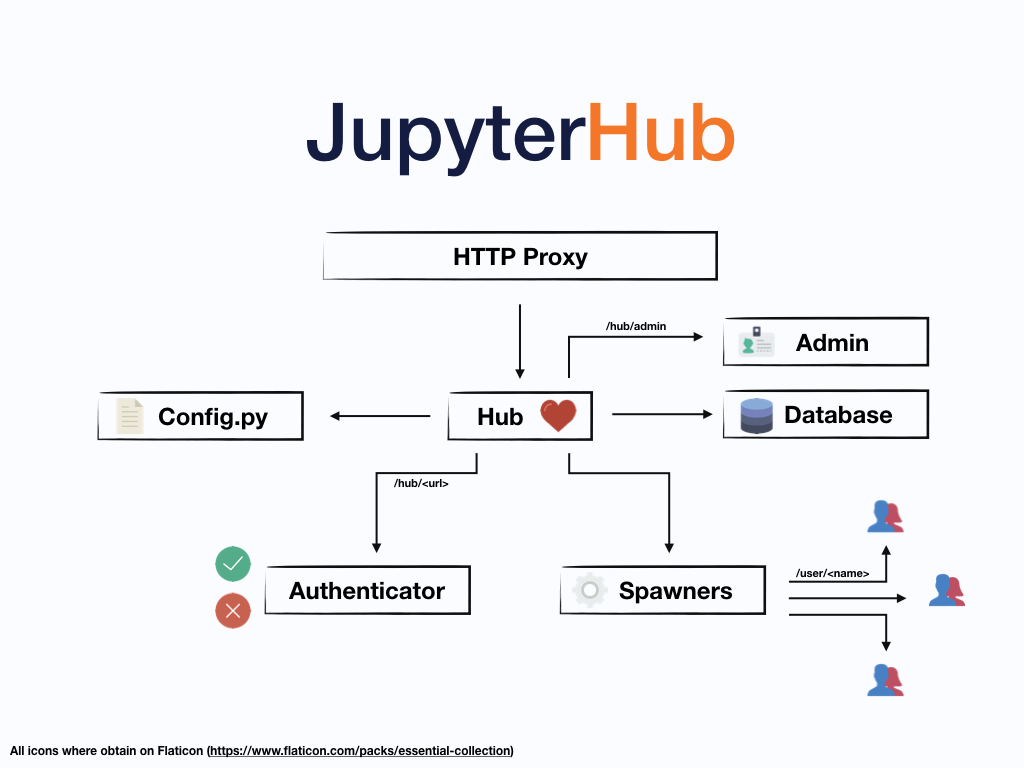 JupyterHub
HTTP Proxy
/hub/admin
Admin
Config.py
Hub
Database
/hub/<url>
Authenticator
Spawners
/user/<name>
All icons where obtain on Flaticon (https://www.flaticon.com/packs/essential-collection)